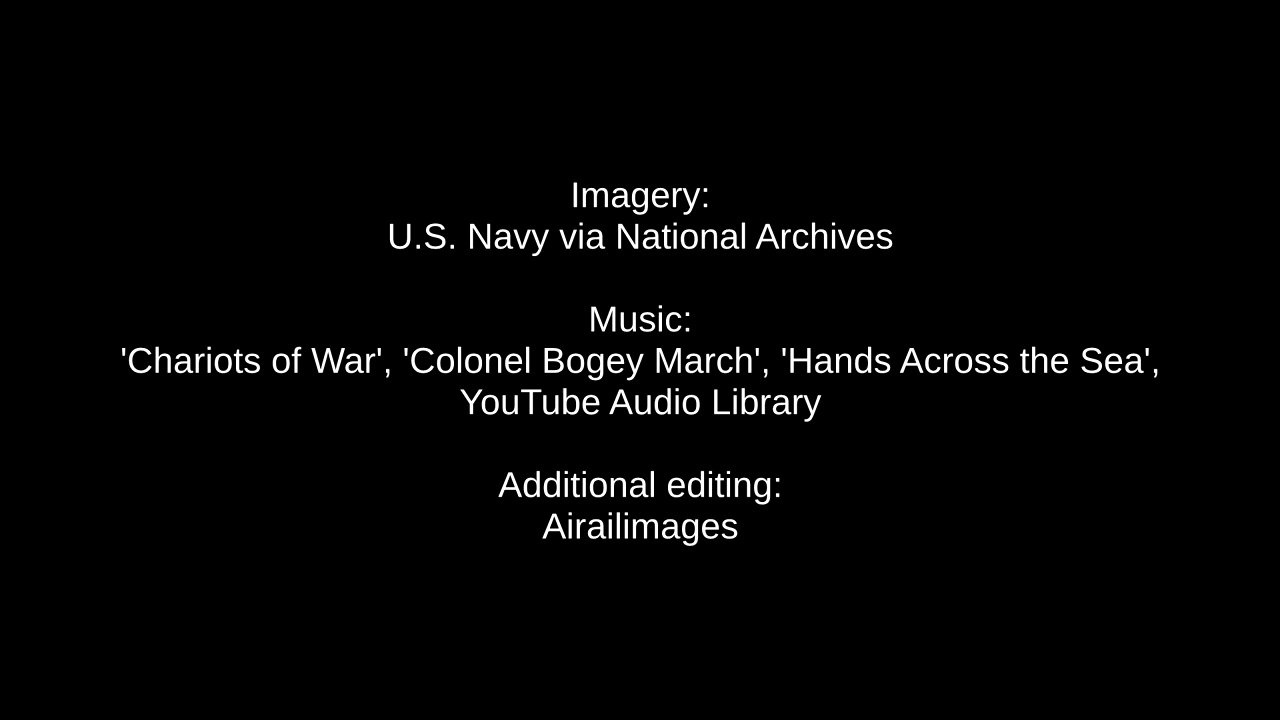 Imagery:
U.S. Navy via National Archives
Music:
'Chariots of War', 'Colonel Bogey March', 'Hands Across the Sea',
YouTube Audio Library
Additional editing:
Airailimages